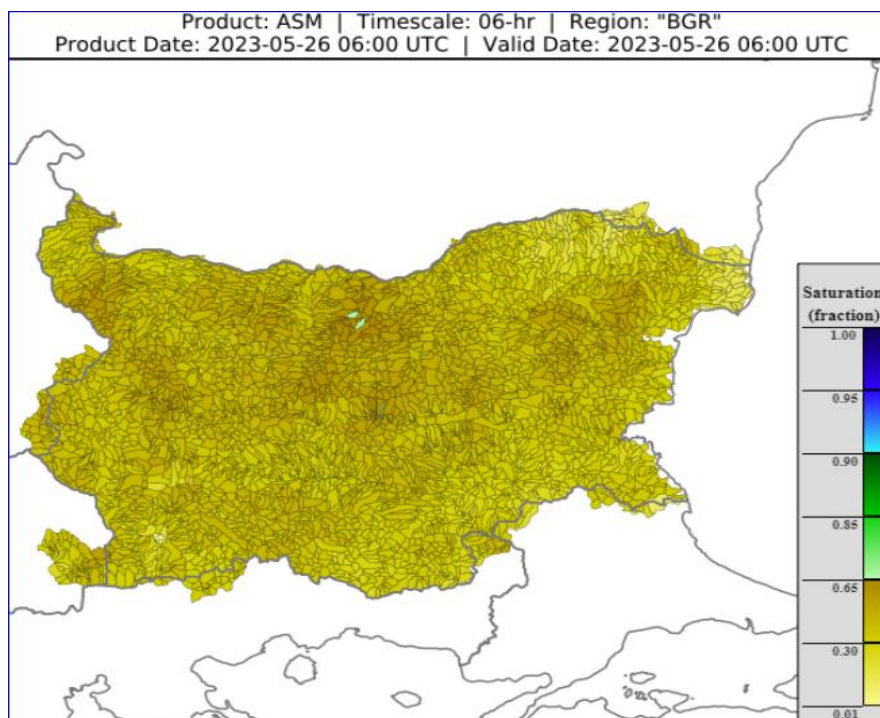 Product: ASM | Timescale: 06-hr | Region: "BGR"
Product Date: 2023-05-26 06:00 UTC | Valid Date: 2023-05-26 06:00 UTC
Saturation
(fraction)
1.00
0.95
0.90
0.85
0.65
0.30
0.01